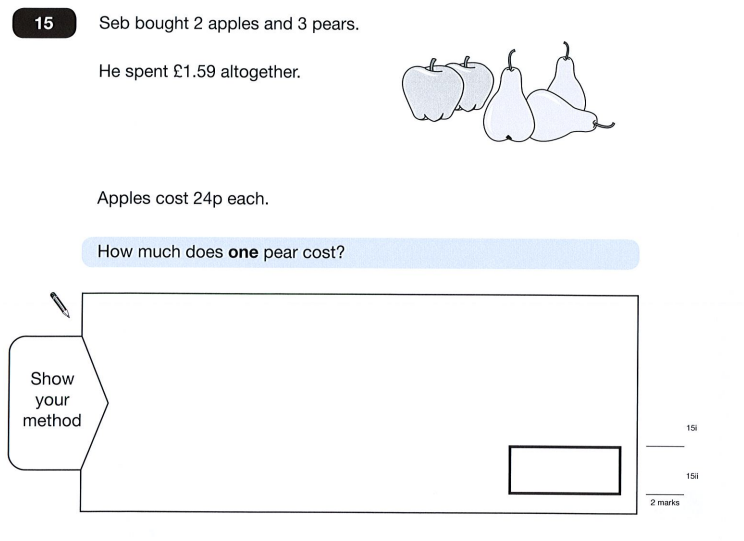 15
Seb bought 2 apples and 3 pears.
He spent £1.59 altogether.
Apples cost 24p each.
How much does one pear cost?
Show
your
method
15i
15ii
2 marks